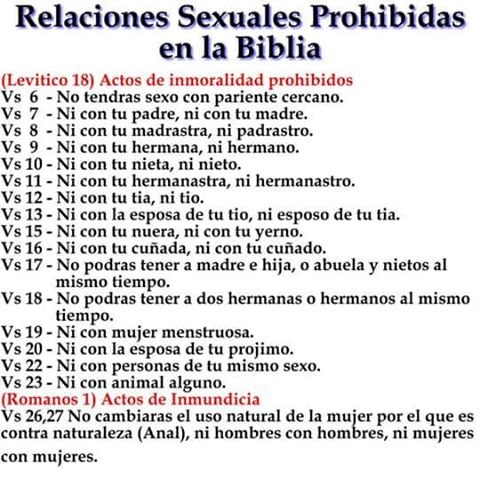 Relaciones Sexuales Prohibidas
en la Biblia
(Levitico 18) Actos de inmoralidad prohibidos
Vs 6 - No tendras sexo con pariente cercano.
Vs 7 - Ni con tu padre, ni con tu madre.
Vs 8 - Ni con tu madrastra, ni padrastro.
Vs 9 - Ni con tu hermana, ni hermano.
Vs 10 - Ni con tu nieta, ni nieto.
Vs 11 - Ni con tu hermanastra, ni hermanastro.
Vs 12 - Ni con tu tia, ni tio.
Vs 13 - Ni con la esposa de tu tio, ni esposo de tu tia.
Vs 15 - Ni con tu nuera, ni con tu yerno.
Vs 16 - Ni con tu cuñada, ni con tu cuñado.
Vs 17 - No podras tener a madre e hija, o abuela y nietos al
mismo tiempo.
Vs 18 - No podras tener a dos hermanas o hermanos al mismo
tiempo.
Vs 19 - Ni con mujer menstruosa.
Vs 20 - Ni con la esposa de tu projimo.
Vs 22 - Ni con personas de tu mismo sexo.
Vs 23 - Ni con animal alguno.
(Romanos 1) Actos de Inmundicia
Vs 26,27 No cambiaras el uso natural de la mujer por el que es
contra naturaleza (Anal), ni hombres con hombres, ni mujeres
con mujeres.